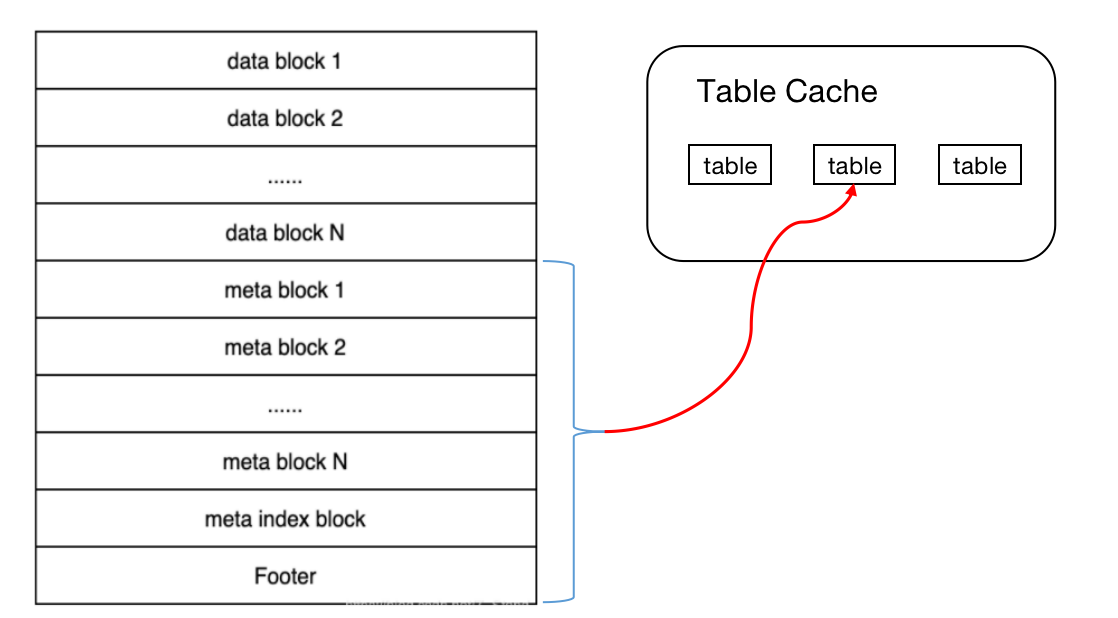 data block 1
data block 2
......
data block N
meta block 1
meta block 2
......
meta block N
meta index block
Footer
Table Cache
table
table
table